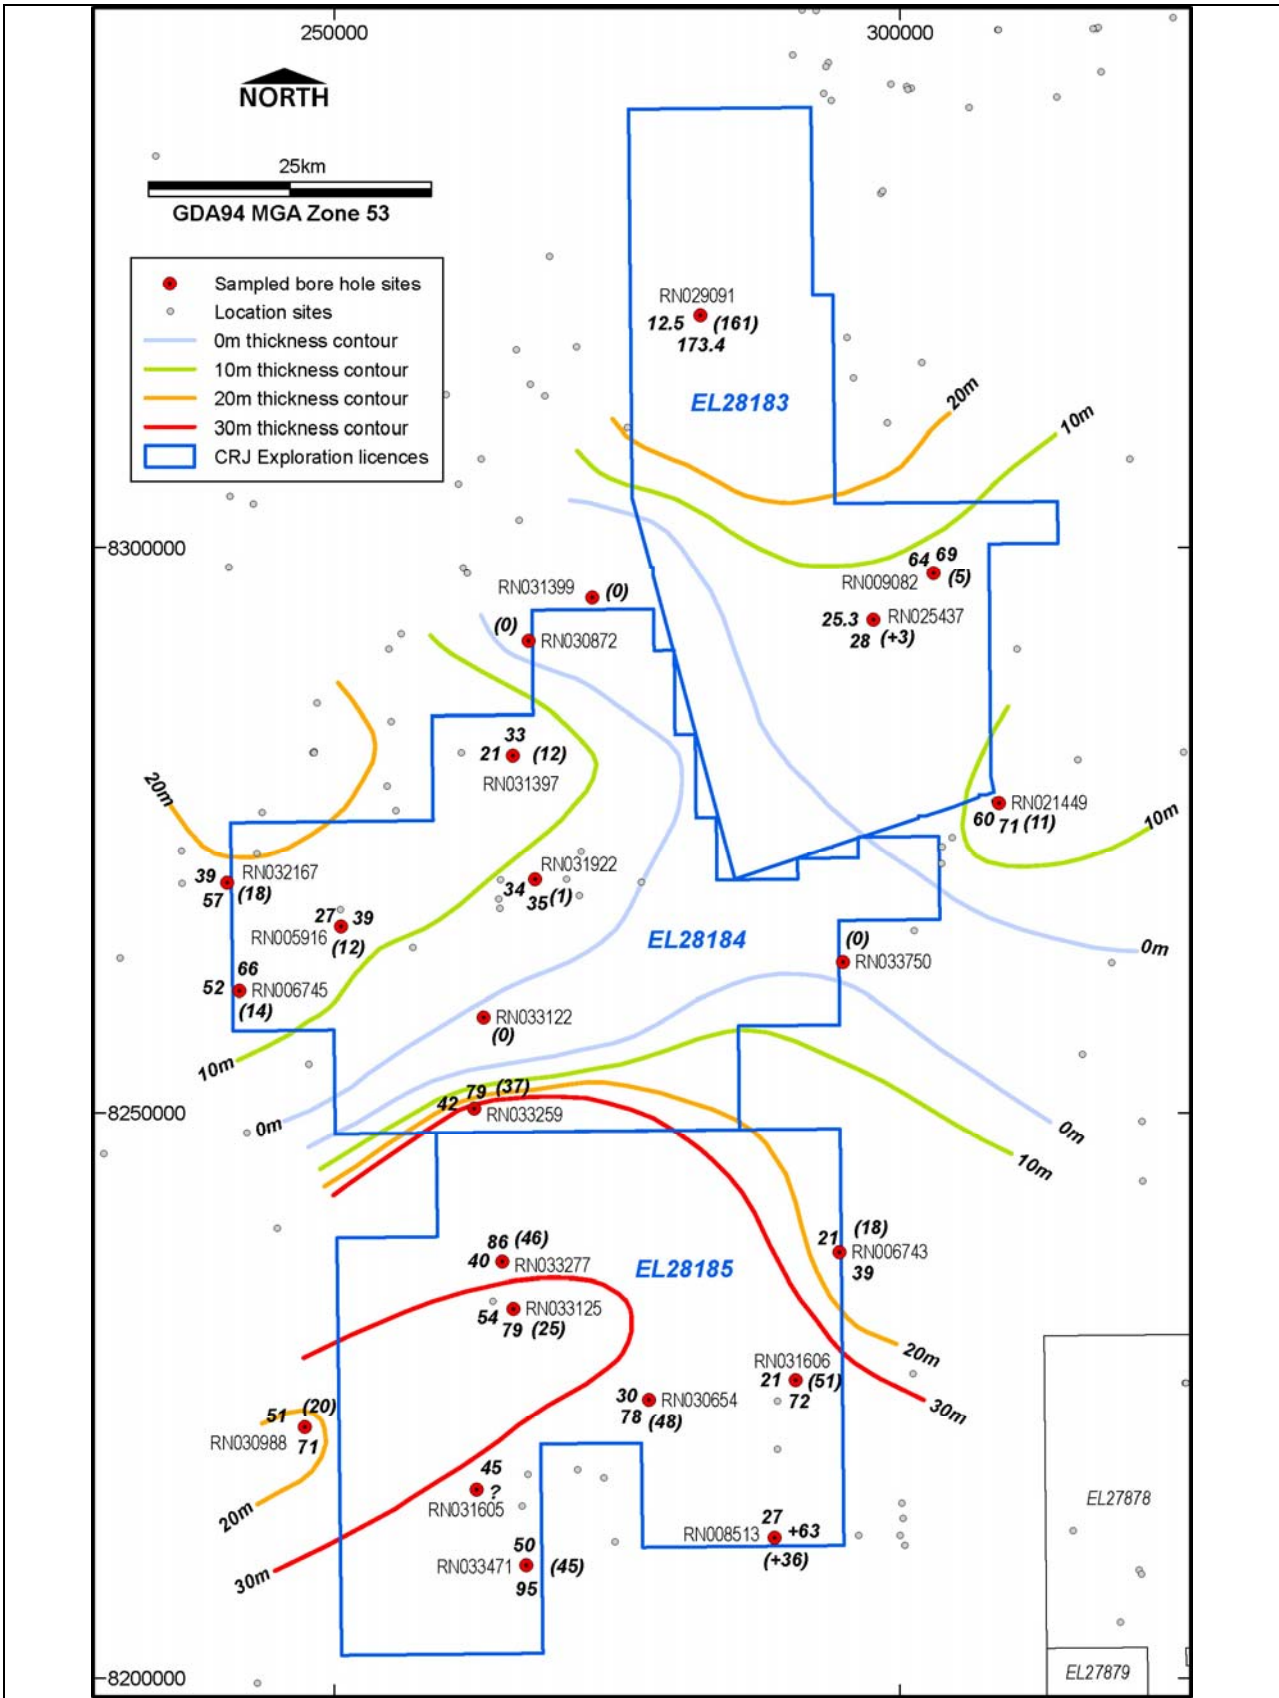 250000
300000
NORTH
25km
GDA94 MGA Zone 53
Sampled bore hole sites
Location sites
0m thickness contour
10m thickness contour
20m thickness contour
30m thickness contour
CRJ Exploration licences
RN029091
12.5 (161)
173.4
EL28183
20m
10m
8300000
64 69
RN009082 (5)
RN031399 (0)
25.3 RN025437
28 (+3)
(0)
RN030872
33
21 (12)
RN031397
20m
RN021449
60 71 (11)
10m
RN032167
39
57 (18)
RN031922
34
35 (1)
27 39
RN005916
(12)
EL28184
(0)
RN033750
0m
66
52 RN006745
(14)
RN033122
(0)
10m
79 (37)
42
RN033259
8250000
0m
0m
10m
21 (18)
RN006743
39
86 (46)
40 RN033277
EL28185
54 RN033125
79 (25)
20m
RN031606
21 (51)
72
30 RN030654
78 (48)
30m
51 (20)
RN030988 71
45
?
RN031605
20m
EL27878
27
RN008513 +63
(+36)
50
RN033471 (45)
95
30m
EL27879
8200000